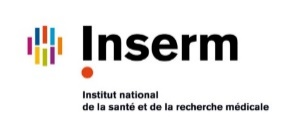 Inserm
Institut national
de la santé et de la recherche médicale